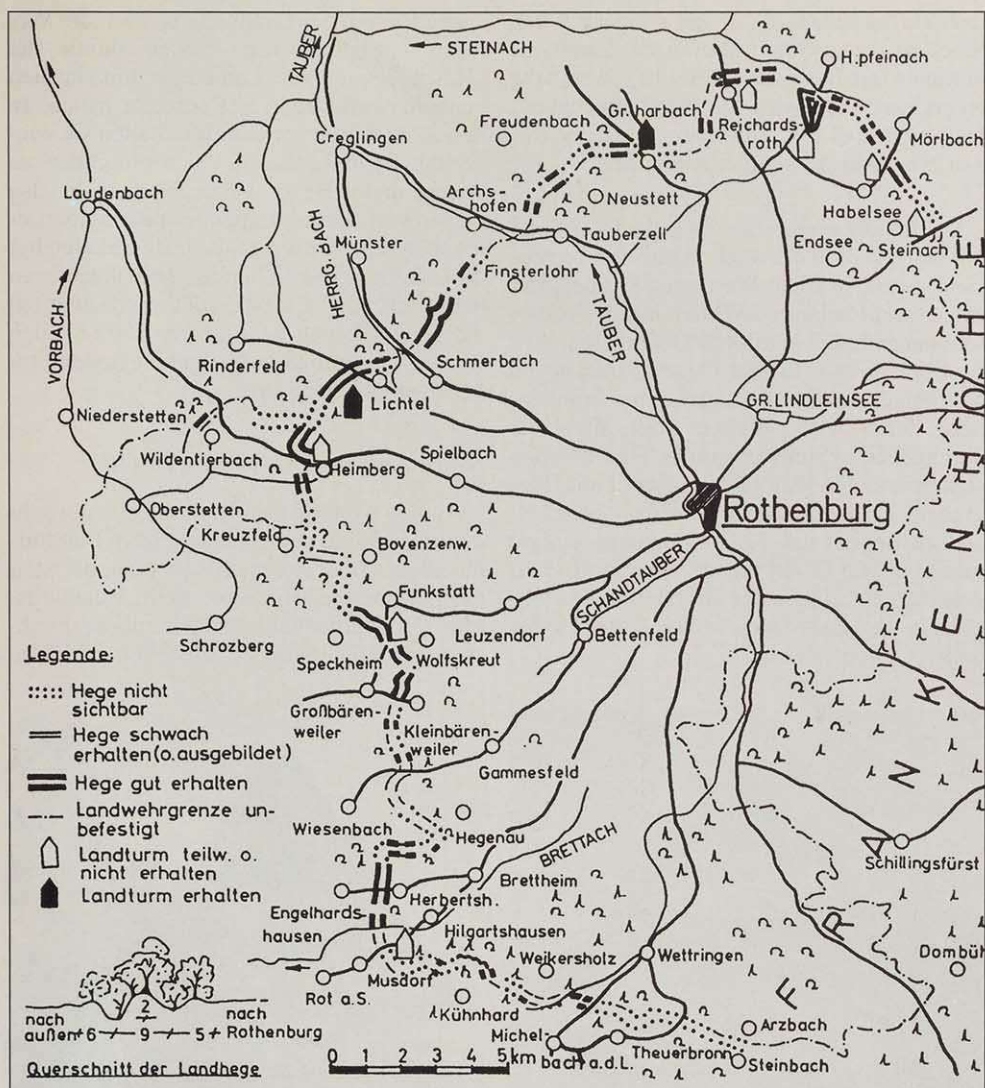 STEINACH
TAUBER
H.pfeinach
Freudenbach
Gr.harbach
Reichards-
roth
Mörlbach
Creglingen
Laudenbach
Archs-
hofen
Neustett
Habelsee
Münster
Tauberzell
Endsee
Steinach
HERRG. BACH
Finsterlohr
VORBACH
TAUBER
Rinderfeld
Schmerbach
Lichtel
GR. LINDLEINSEE
Niederstetten
Wildentierbach
Heimberg
Spielbach
Rothenburg
Oberstetten
Kreuzfeld
Bovenzenw.
?
?
SCHANDTAUBER
Funkstatt
Schrozberg
Leuzendorf
Bettenfeld
Speckheim
Wolfskreut
Großbären-
weiler
Kleinbären-
weiler
Gammesfeld
Wiesenbach
Hegenau
BRETTACH
Schillingsfürst
Brettheim
Herbertsh.
Engelhards-
hausen
Hilgartshausen
Weikersholz
Wettringen
Dombüh
Rot a.S.
Musdorf
Kühnhard
Michel-
bach a.d.L.
Theuerbronn
Arzbach
Steinbach
FRANKENHÖHE
Legende:
Hege nicht
sichtbar
Hege schwach
erhalten (o. ausgebildet)
Hege gut erhalten
Landwehrgrenze un-
befestigt
Landturm teilw. o.
nicht erhalten
Landturm erhalten
2
nach
außen
6 9 5
nach
Rothenburg
Querschnitt der Landhege
0 1 2 3 4 5
km